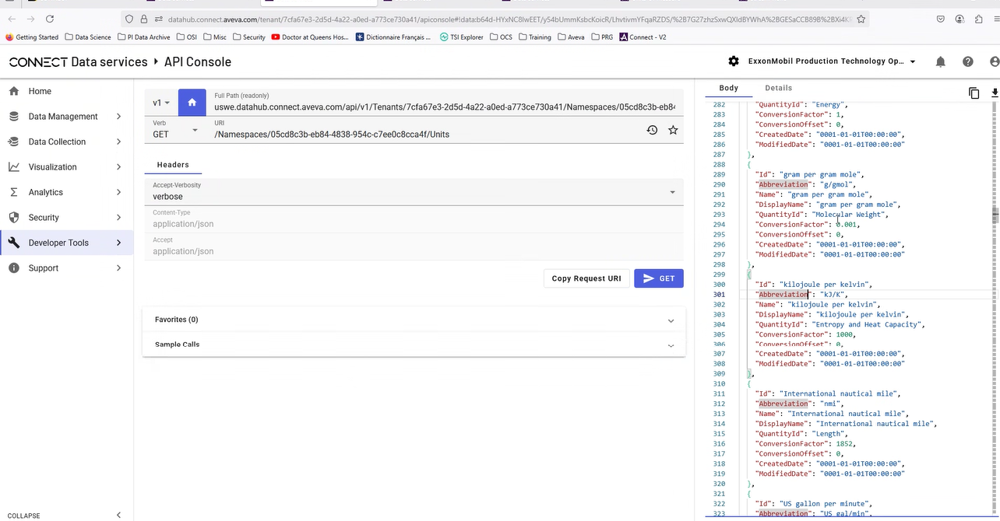 datahub.connect.aveva.com/tenant/7cfa67e3-2d5d-4a22-a0ed-a773ce730a41/apiconsole#!data:b64d-HYxNC8IwEET/y54bUmmKsbcKoicR/LhvtivmYFqaRZDS/
Getting Started Data Science PI Data Archive OSI Misc Security Doctor at Queens Hos... Dictionnaire Français ... TSI Explorer OCS Training Aveva PRG Connect - V2
CONNECT Data services ▸ API Console
ExxonMobil Production Technology Op...
Home
Data Management
Data Collection
Visualization
Analytics
Security
Developer Tools
Support
COLLAPSE
v1
Full Path (readonly)
uswe.datahub.connect.aveva.com/api/v1/Tenants/7cfa67e3-2d5d-4a22-a0ed-a773ce730a41/Namespaces/05cd8c3b-eb84
Verb
GET
URI
/Namespaces/05cd8c3b-eb84-4838-954c-c7ee0c8cca4f/Units
Headers
Accept-Verbosity
verbose
Content-Type
application/json
Accept
application/json
Copy Request URI
GET
Favorites (0)
Sample Calls
Body Details
282 "QuantityId": "Energy",
283 "ConversionFactor": 1,
284 "ConversionOffset": 0,
285 "CreatedDate": "0001-01-01T00:00:00",
286 "ModifiedDate": "0001-01-01T00:00:00"
287 },
288 {
289 "Id": "gram per gram mole",
290 "Abbreviation": "g/gmol",
291 "Name": "gram per gram mole",
292 "DisplayName": "gram per gram mole",
293 "QuantityId": "Molecular Weight",
294 "ConversionFactor": 0.001,
295 "ConversionOffset": 0,
296 "CreatedDate": "0001-01-01T00:00:00",
297 "ModifiedDate": "0001-01-01T00:00:00"
298 },
299 {
300 "Id": "kilojoule per kelvin",
301 "Abbreviation": "kJ/K",
302 "Name": "kilojoule per kelvin",
303 "DisplayName": "kilojoule per kelvin",
304 "QuantityId": "Entropy and Heat Capacity",
305 "ConversionFactor": 1000,
306 "ConversionOffset": 0,
307 "CreatedDate": "0001-01-01T00:00:00",
308 "ModifiedDate": "0001-01-01T00:00:00"
309 },
310 {
311 "Id": "International nautical mile",
312 "Abbreviation": "nmi",
313 "Name": "International nautical mile",
314 "DisplayName": "International nautical mile",
315 "QuantityId": "Length",
316 "ConversionFactor": 1852,
317 "ConversionOffset": 0,
318 "CreatedDate": "0001-01-01T00:00:00",
319 "ModifiedDate": "0001-01-01T00:00:00"
320 },
321 {
322 "Id": "US gallon per minute",
323 "Abbreviation": "US gal/min",